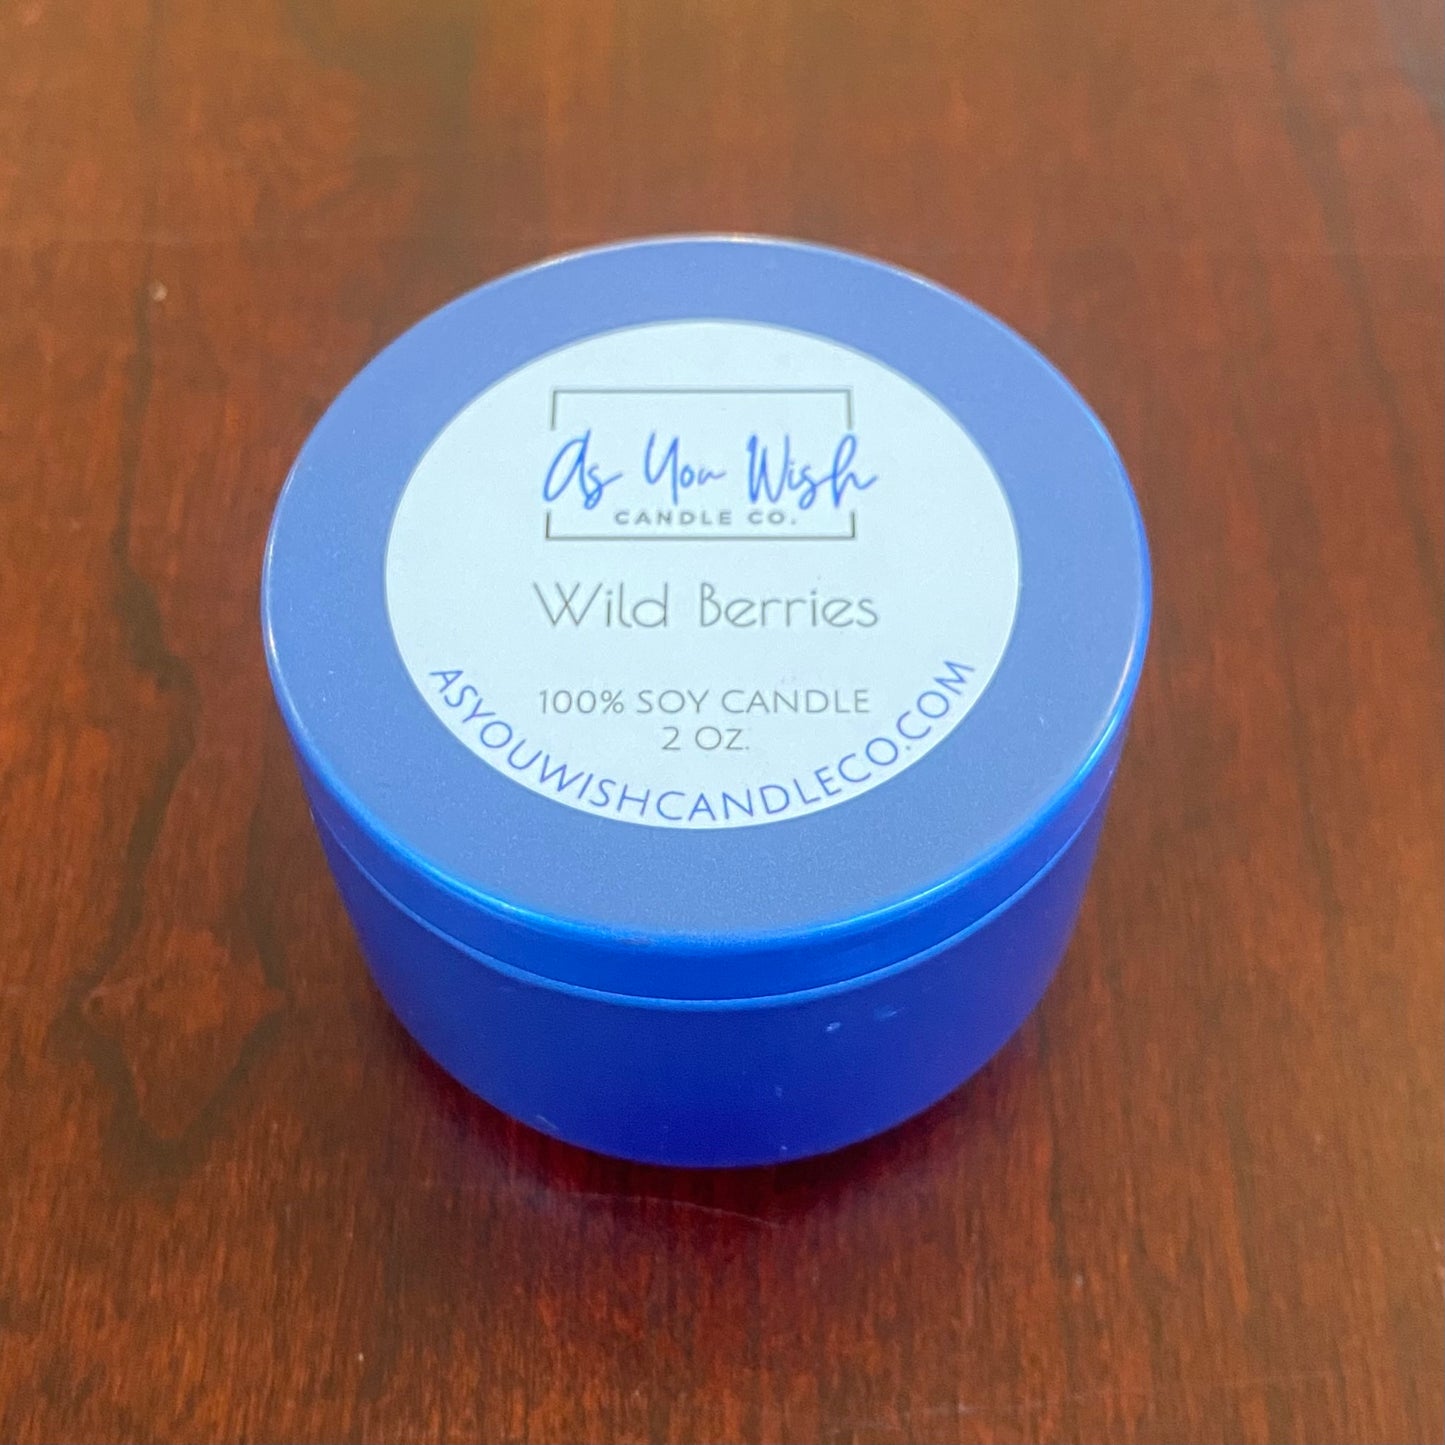 As You Wish
CANDLE CO.
Wild Berries
100% SOY CANDLE
2 OZ.
ASYOUWISHCANDLECO.COM